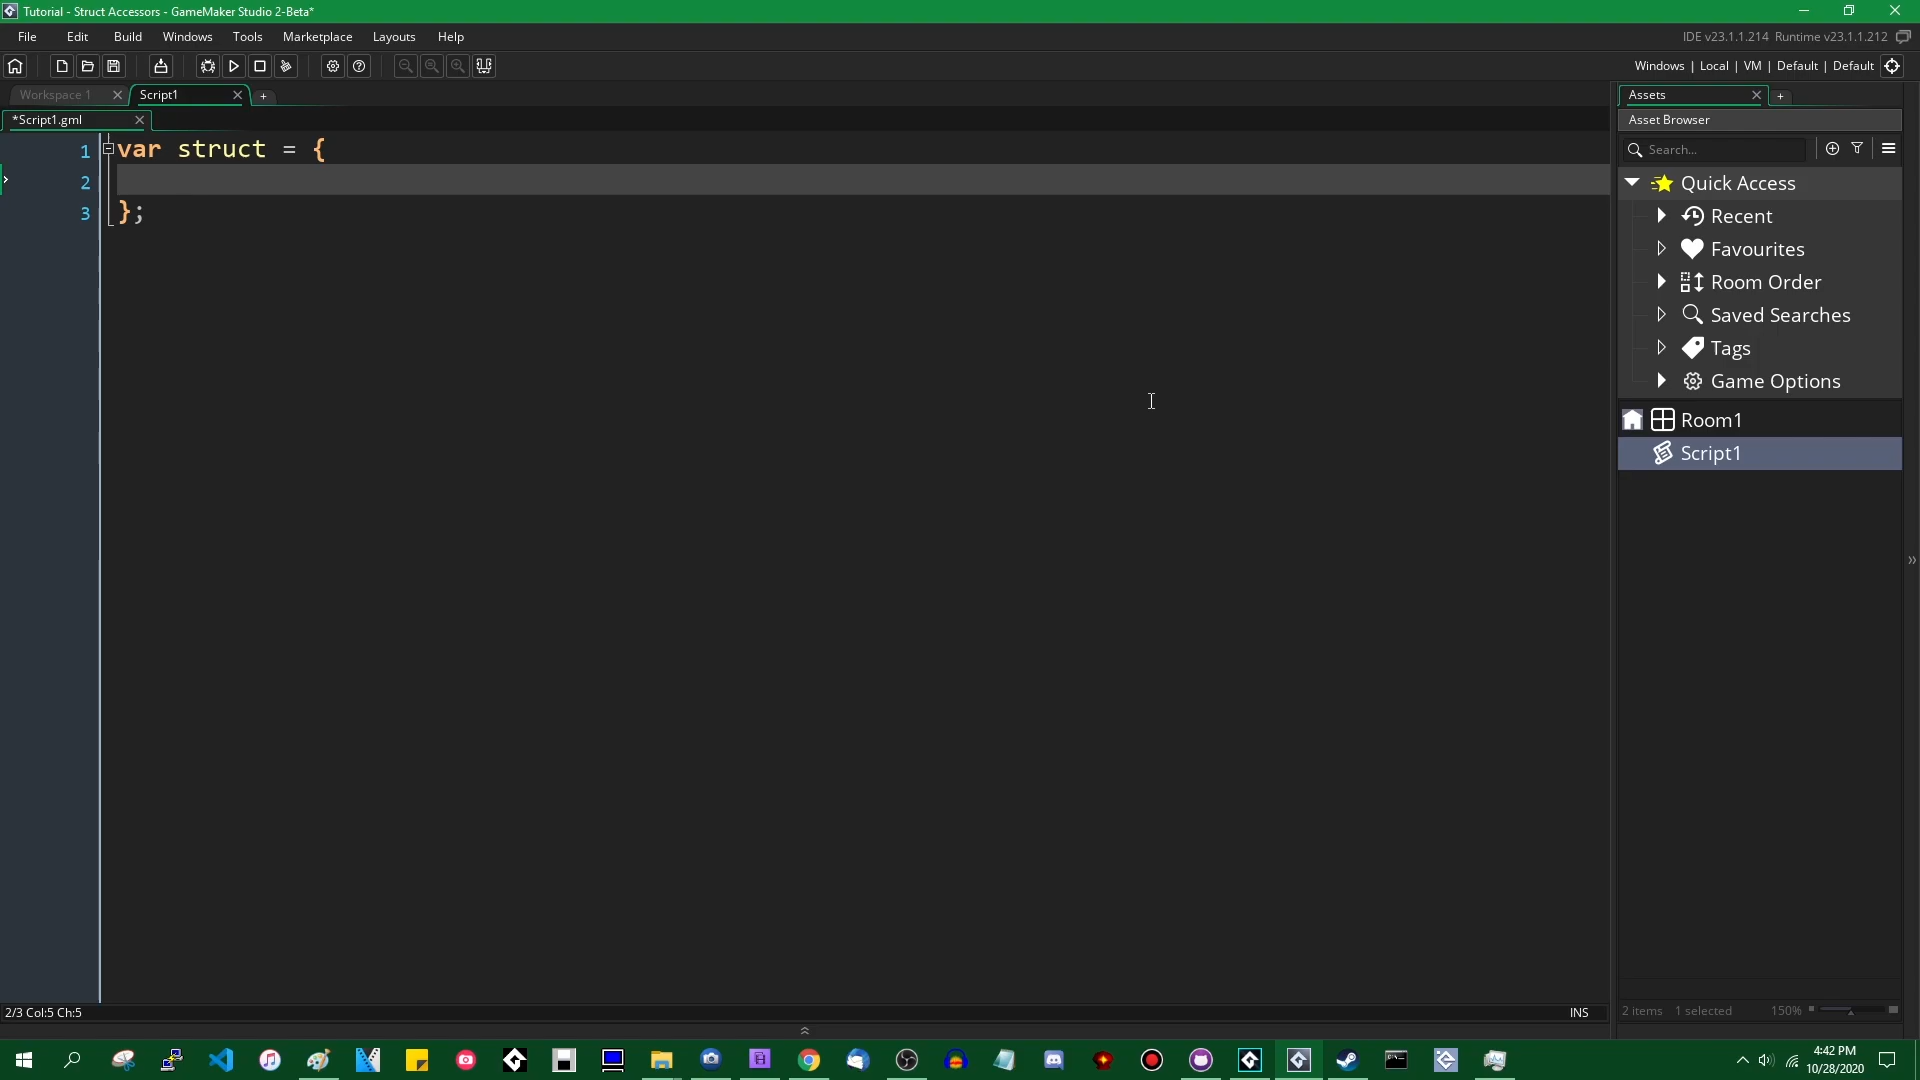 Tutorial - Struct Accessors - GameMaker Studio 2-Beta*
File Edit Build Windows Tools Marketplace Layouts Help
IDE v23.1.1.214 Runtime v23.1.1.212
Windows | Local | VM | Default | Default
Workspace 1
Script1
Assets
*Script1.gml
Asset Browser
1 var struct = {
2
3 };
Search...
Quick Access
Recent
Favourites
Room Order
Saved Searches
Tags
Game Options
Room1
Script1
2 items 1 selected 150%
2/3 Col:5 Ch:5
INS
4:42 PM
10/28/2020